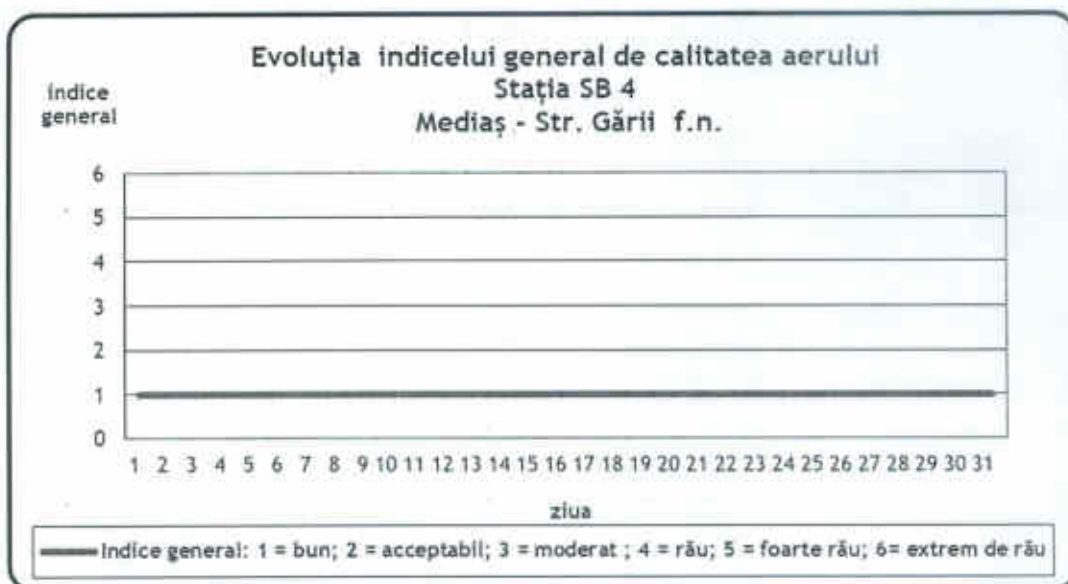 Evoluția indicelui general de calitatea aerului
Stația SB 4
Mediaș - Str. Gării f.n.
indice
general
6
5
4
3
2
1
0
1 2 3 4 5 6 7 8 9 10 11 12 13 14 15 16 17 18 19 20 21 22 23 24 25 26 27 28 29 30 31
ziua
Indice general: 1 = bun; 2 = acceptabil; 3 = moderat ; 4 = rău; 5 = foarte rău; 6= extrem de rău